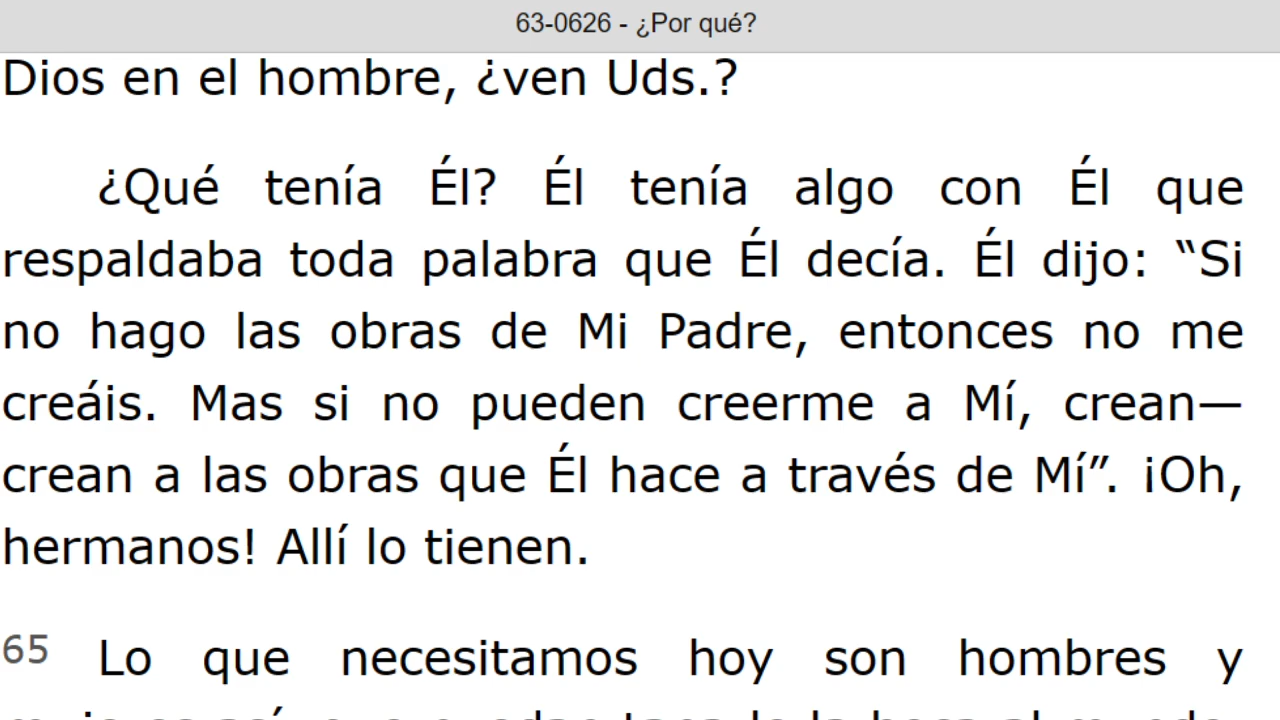 63-0626 - ¿Por qué?
Dios en el hombre, ¿ven Uds.?
¿Qué tenía Él? Él tenía algo con Él que
respaldaba toda palabra que Él decía. Él dijo: “Si
no hago las obras de Mi Padre, entonces no me
creáis. Mas si no pueden creerme a Mí, crean—
crean a las obras que Él hace a través de Mí”. ¡Oh,
hermanos! Allí lo tienen.
65 Lo que necesitamos hoy son hombres y